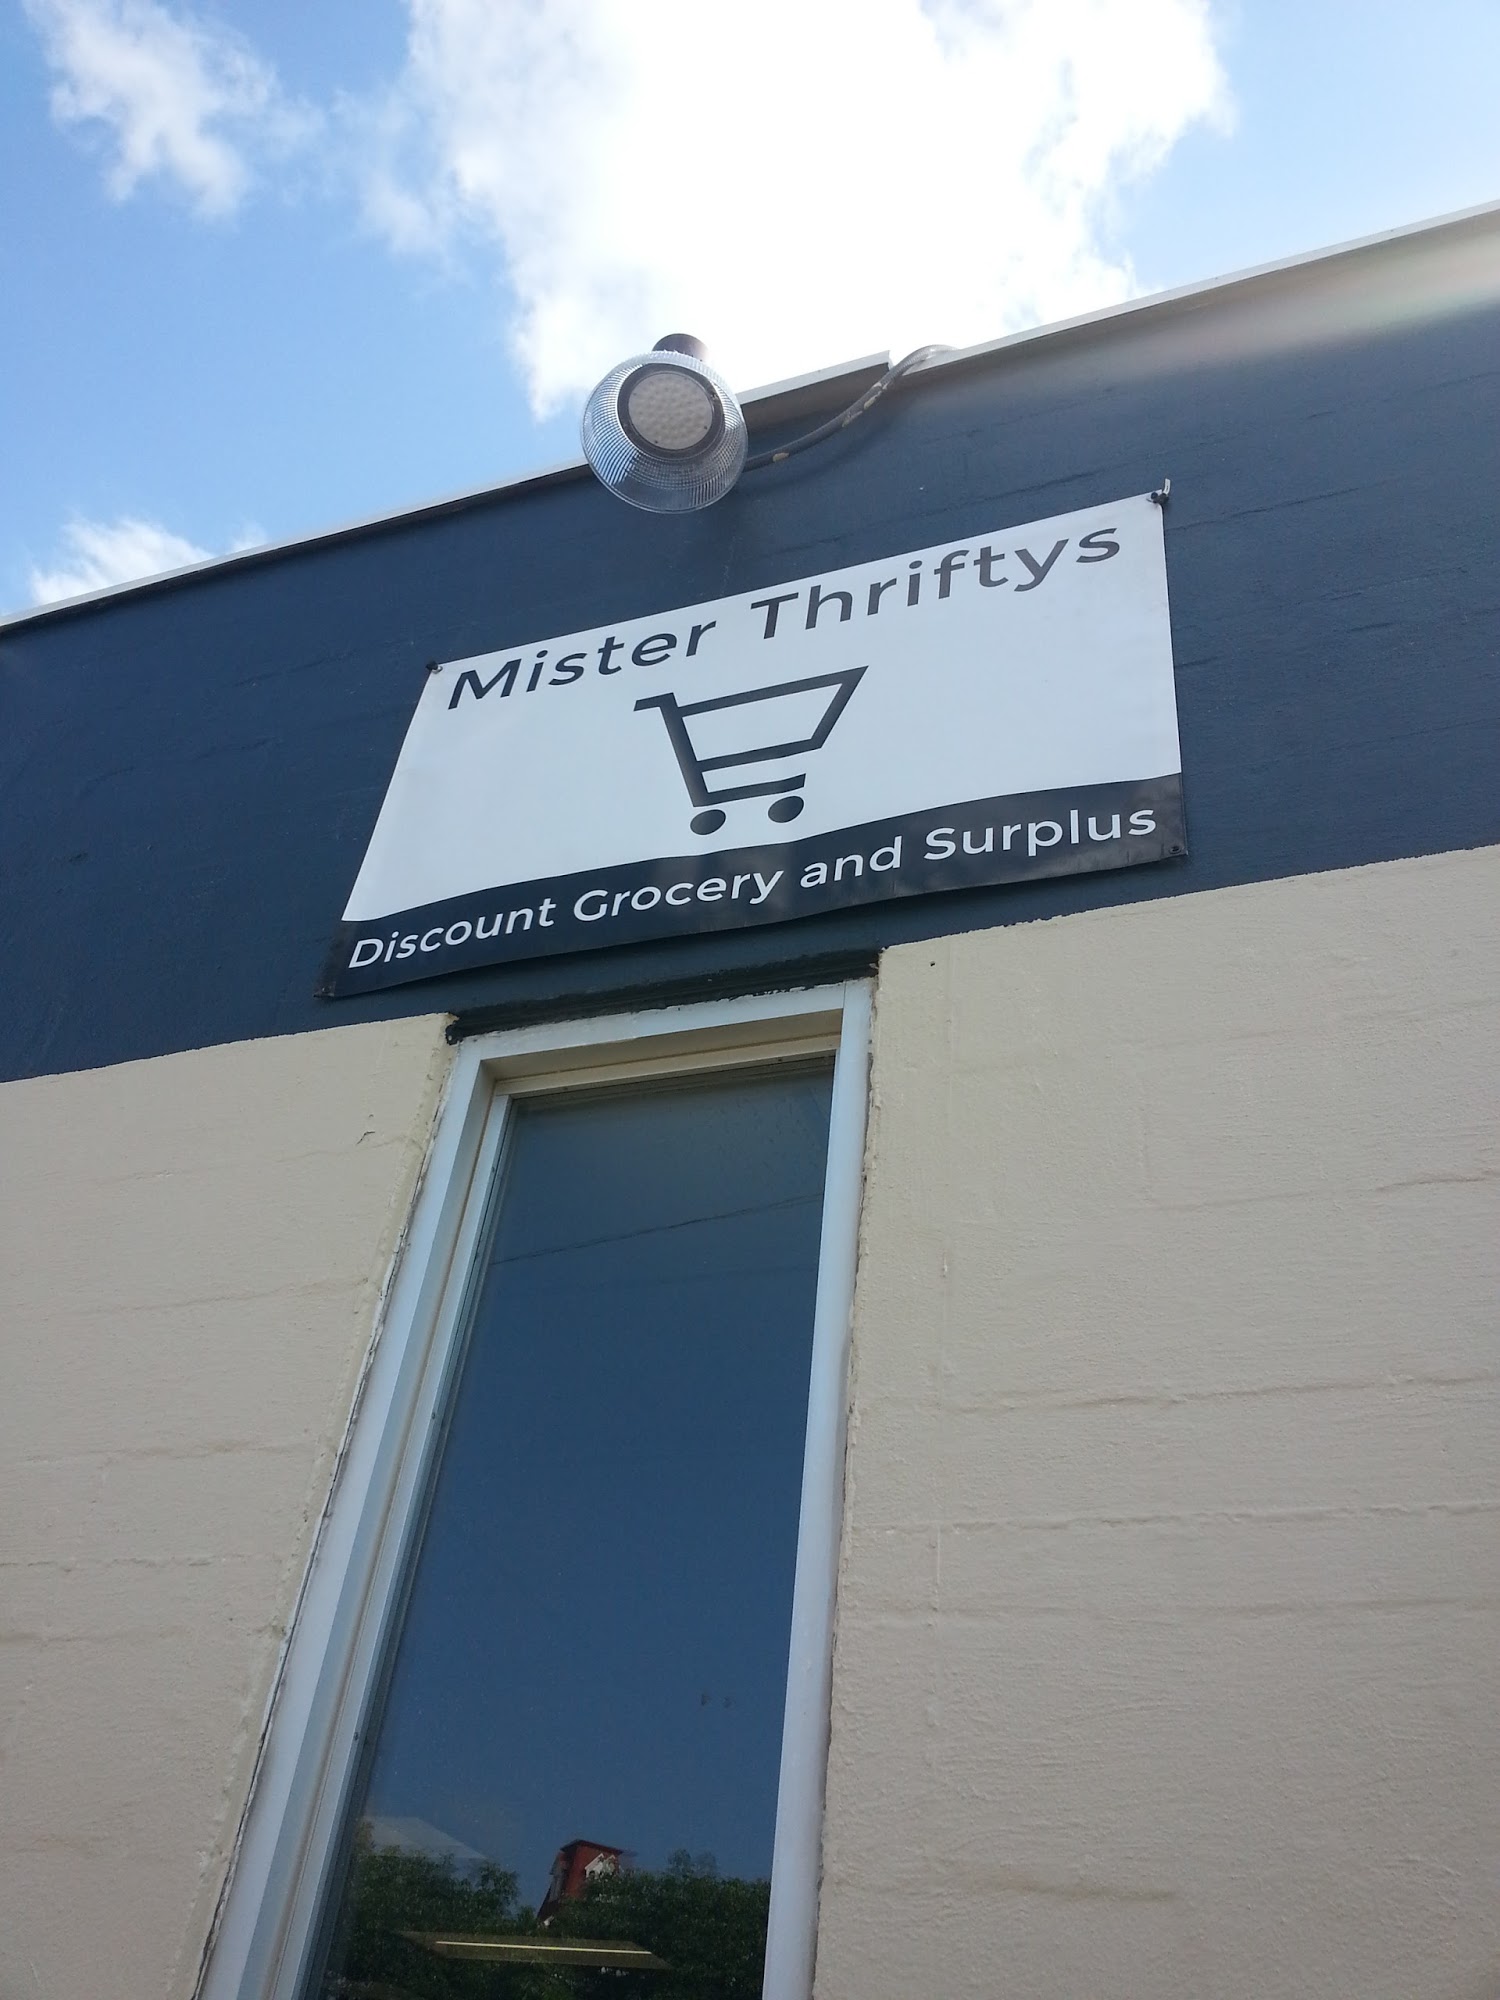 Mister Thriftys
Discount Grocery and Surplus